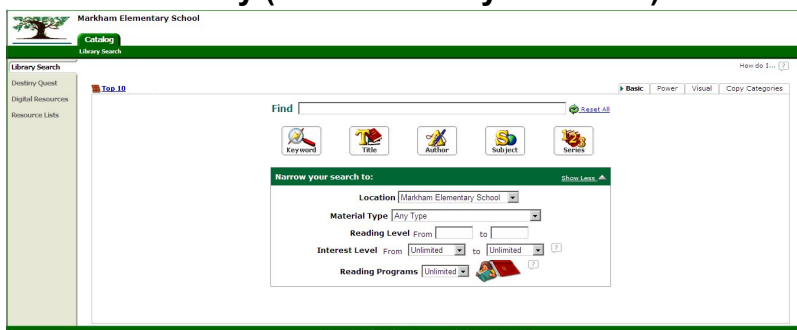 Markham Elementary School
Catalog
Library Search
How do I... ?
Library Search
Destiny Quest
Digital Resources
Resource Lists
Top 10
Basic Power Visual Copy Categories
Find Reset All
Keyword Title Author Subject Series
Narrow your search to: Show Less
Location Markham Elementary School
Material Type Any Type
Reading Level From to
Interest Level From Unlimited to Unlimited ?
Reading Programs Unlimited ?